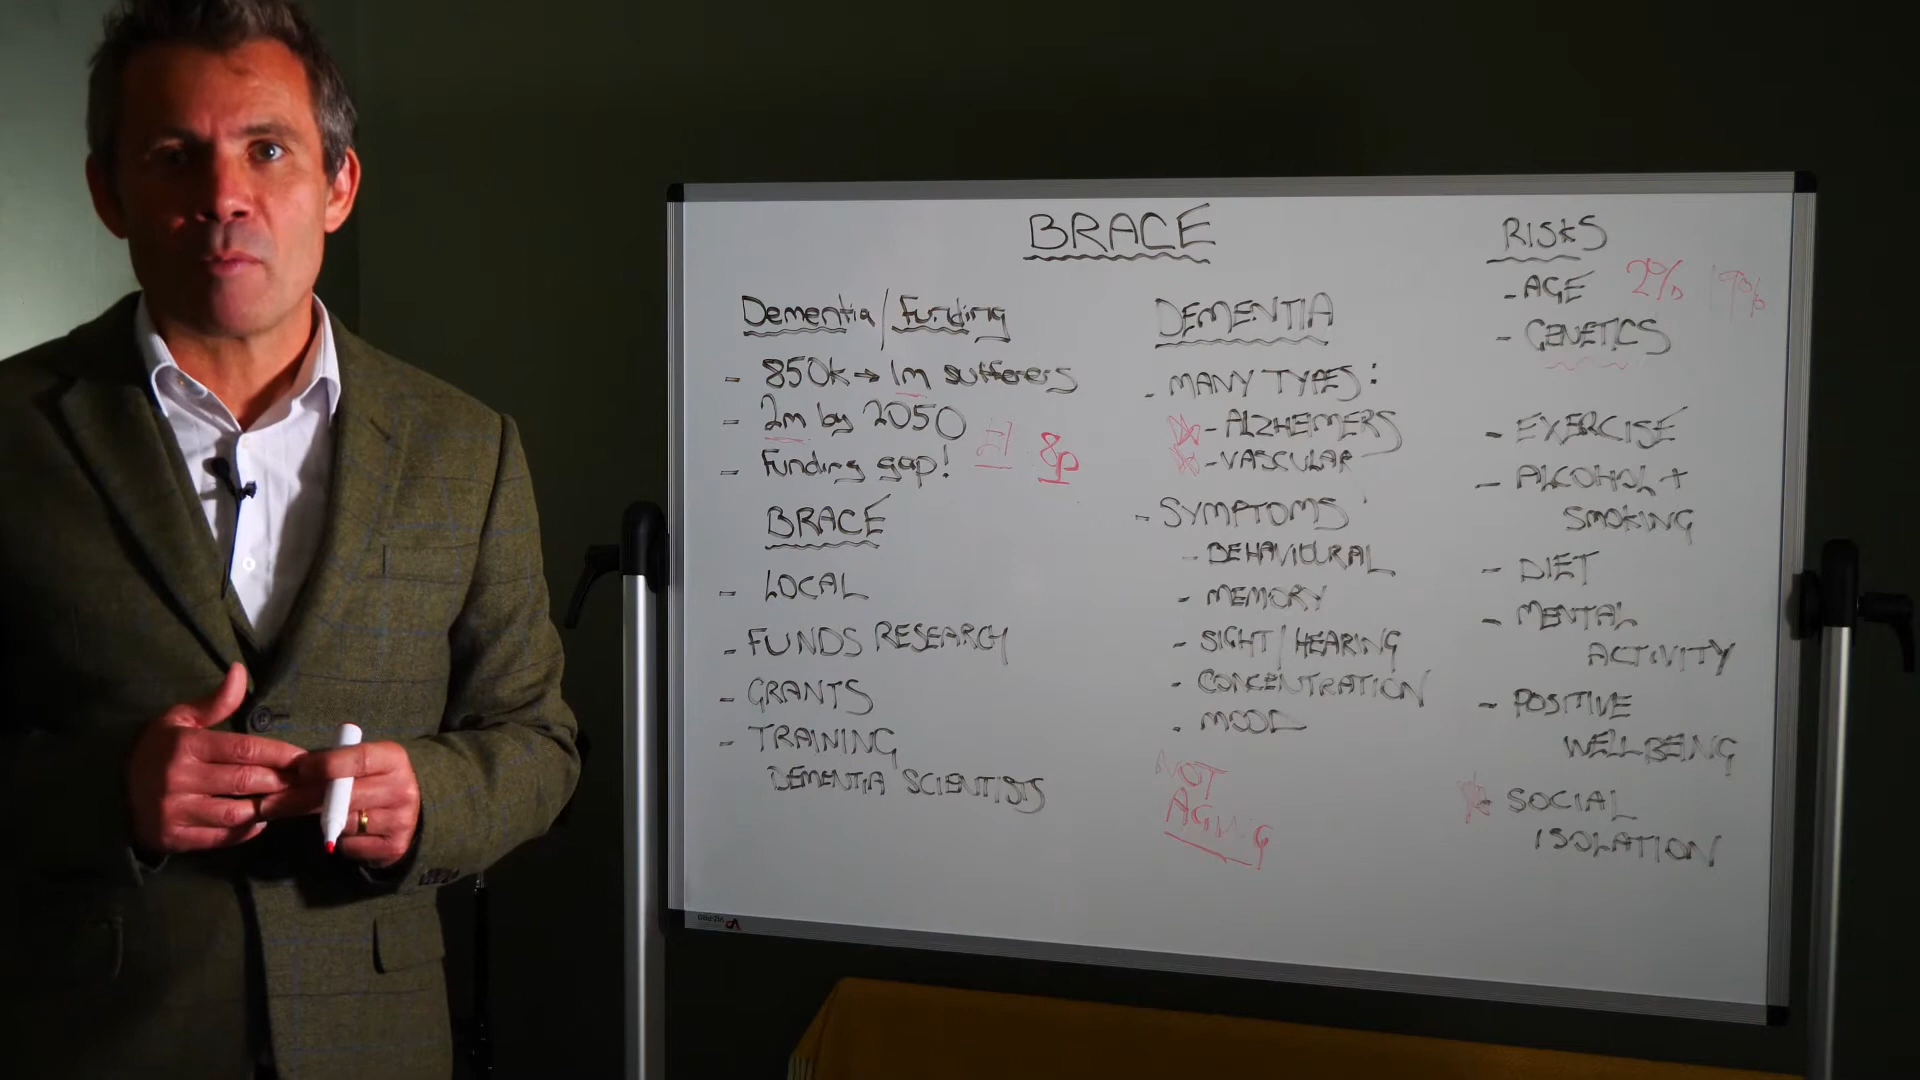 BRACE
Dementia/Funding
- 850k → 1m sufferers
- 2m by 2050
- Funding gap! £1 8p
BRACE
- LOCAL
- FUNDS RESEARCH
- GRANTS
- TRAINING
DEMENTIA SCIENTISTS
DEMENTIA
- MANY TYPES:
- ALZHEMERS
- VASCULAR
- SYMPTOMS
- BEHAVIOURAL
- MEMORY
- SIGHT/HEARING
- CONCENTRATION
- MOOD
NOT
AGING
RISKS
- AGE 2%
- GENETICS
- EXERCISE
- ALCOHOL +
SMOKING
- DIET
- MENTAL
ACTIVITY
- POSITIVE
WELLBEING
- SOCIAL
ISOLATION